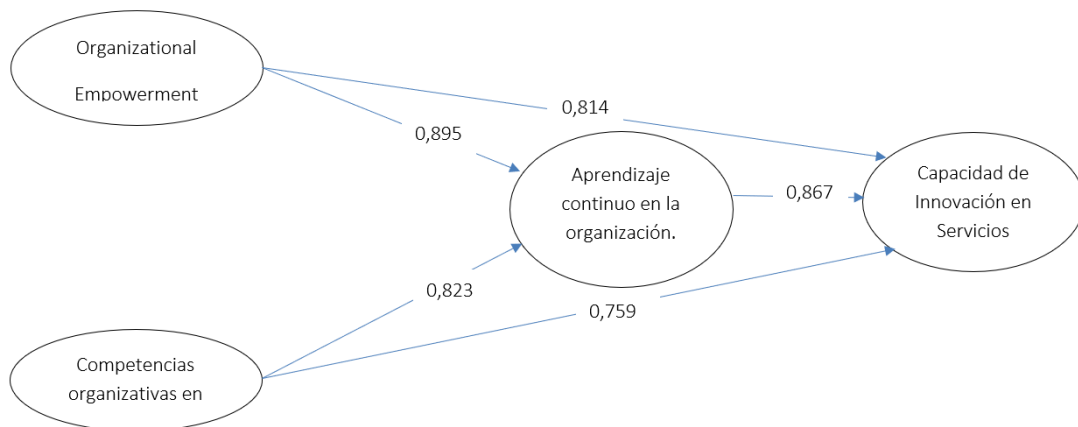 Organizational
Empowerment
0,814
0,895
Aprendizaje
continuo en la
organización.
0,867
Capacidad de
Innovación en
Servicios
0,823
0,759
Competencias
organizativas en